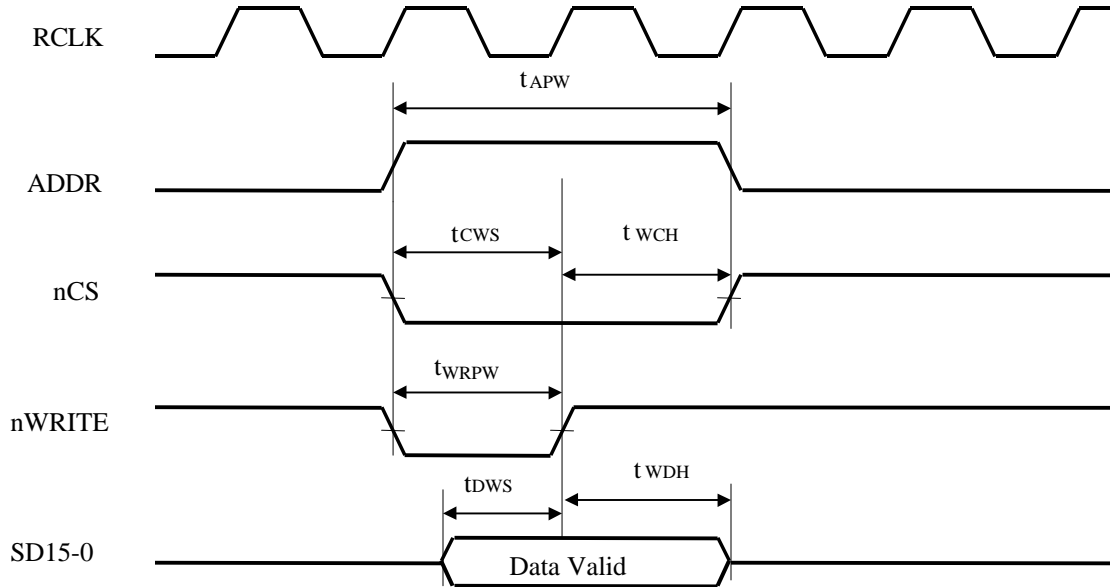 RCLK
tAPW
ADDR
tCWS
t WCH
nCS
tWRPW
nWRITE
tDWS
t WDH
SD15-0
Data Valid